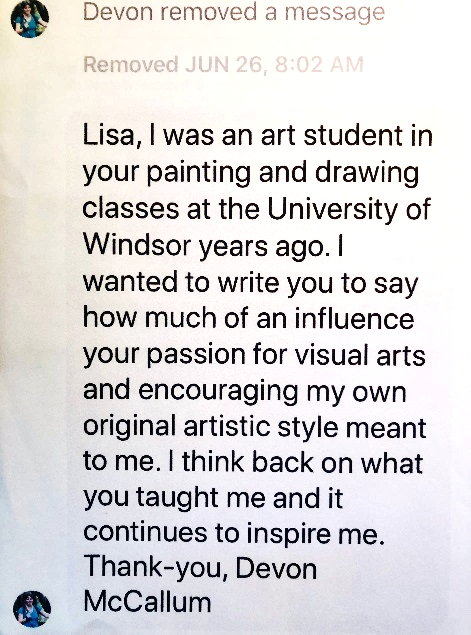 Devon removed a message
Removed JUN 26, 8:02 AM
Lisa, I was an art student in
your painting and drawing
classes at the University of
Windsor years ago. I
wanted to write you to say
how much of an influence
your passion for visual arts
and encouraging my own
original artistic style meant
to me. I think back on what
you taught me and it
continues to inspire me.
Thank-you, Devon
McCallum